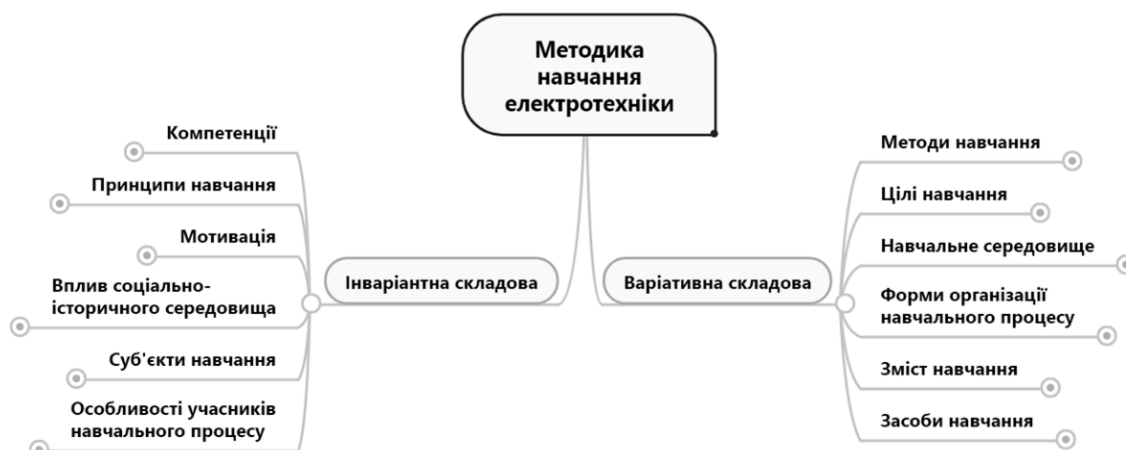 Методика
навчання
електротехніки
Компетенції
Принципи навчання
Мотивація
Вплив соціально-
історичного середовища
Суб'єкти навчання
Особливості учасників
навчального процесу
Інваріантна складова
Варіативна складова
Методи навчання
Цілі навчання
Навчальне середовище
Форми організації
навчального процесу
Зміст навчання
Засоби навчання